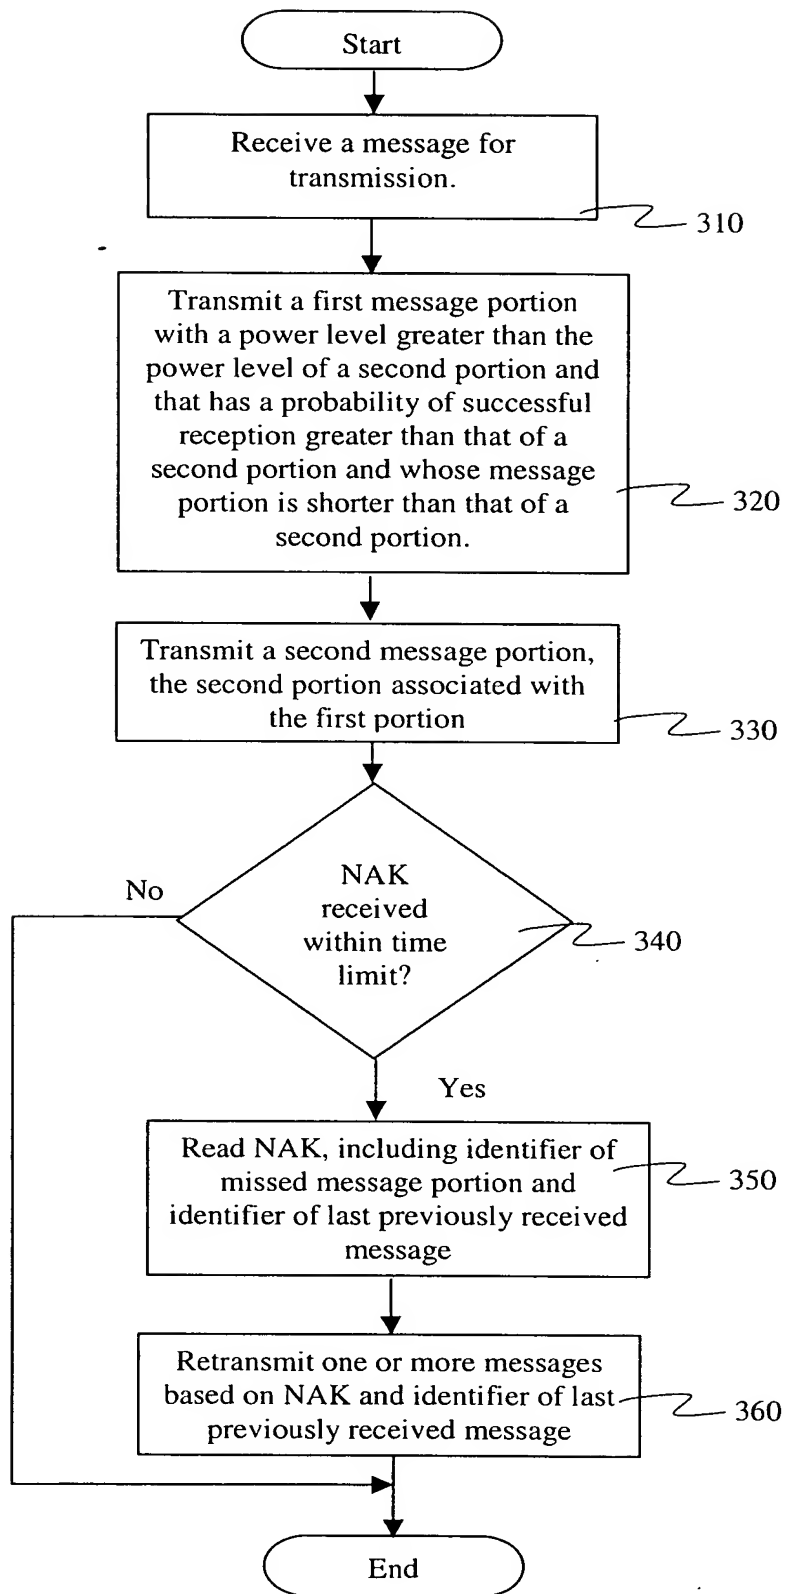 Start
Receive a message for
transmission.
310
Transmit a first message portion
with a power level greater than the
power level of a second portion and
that has a probability of successful
reception greater than that of a
second portion and whose message
portion is shorter than that of a
second portion.
320
Transmit a second message portion,
the second portion associated with
the first portion
330
No
NAK
received
within time
limit?
340
Yes
Read NAK, including identifier of
missed message portion and
identifier of last previously received
message
350
Retransmit one or more messages
based on NAK and identifier of last
previously received message
360
End